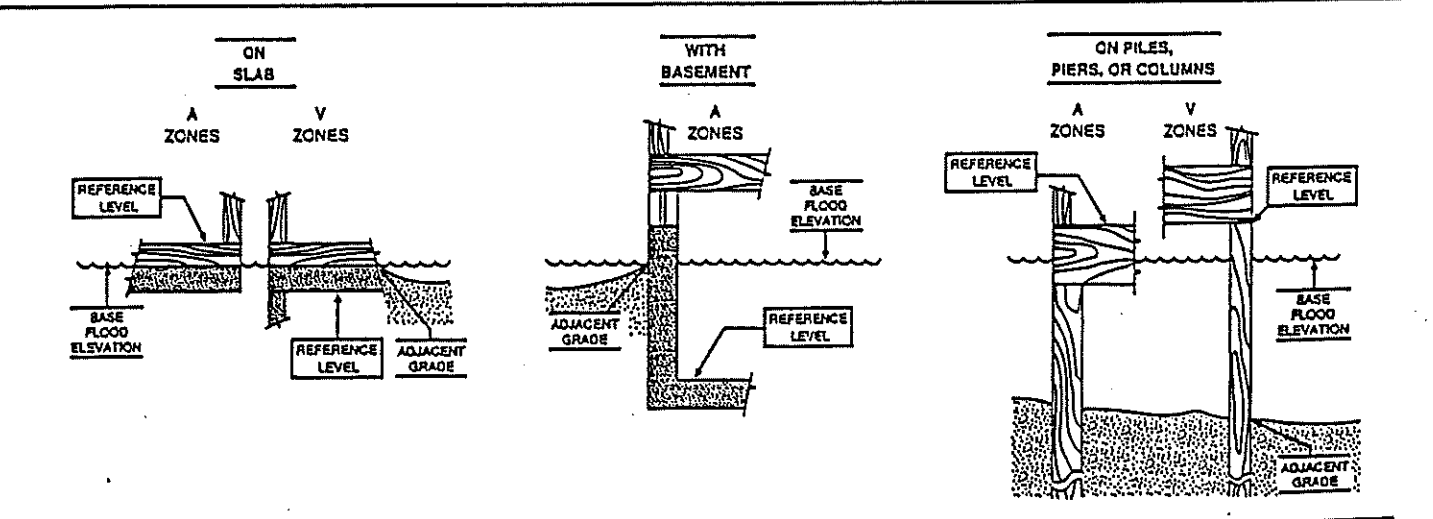 ON
SLAB
A
ZONES
V
ZONES
REFERENCE
LEVEL
BASE
FLOOD
ELEVATION
REFERENCE
LEVEL
ADJACENT
GRADE
WITH
BASEMENT
A
ZONES
BASE
FLOOD
ELEVATION
ADJACENT
GRADE
REFERENCE
LEVEL
ON PILES,
PIERS, OR COLUMNS
A
ZONES
V
ZONES
REFERENCE
LEVEL
REFERENCE
LEVEL
BASE
FLOOD
ELEVATION
ADJACENT
GRADE